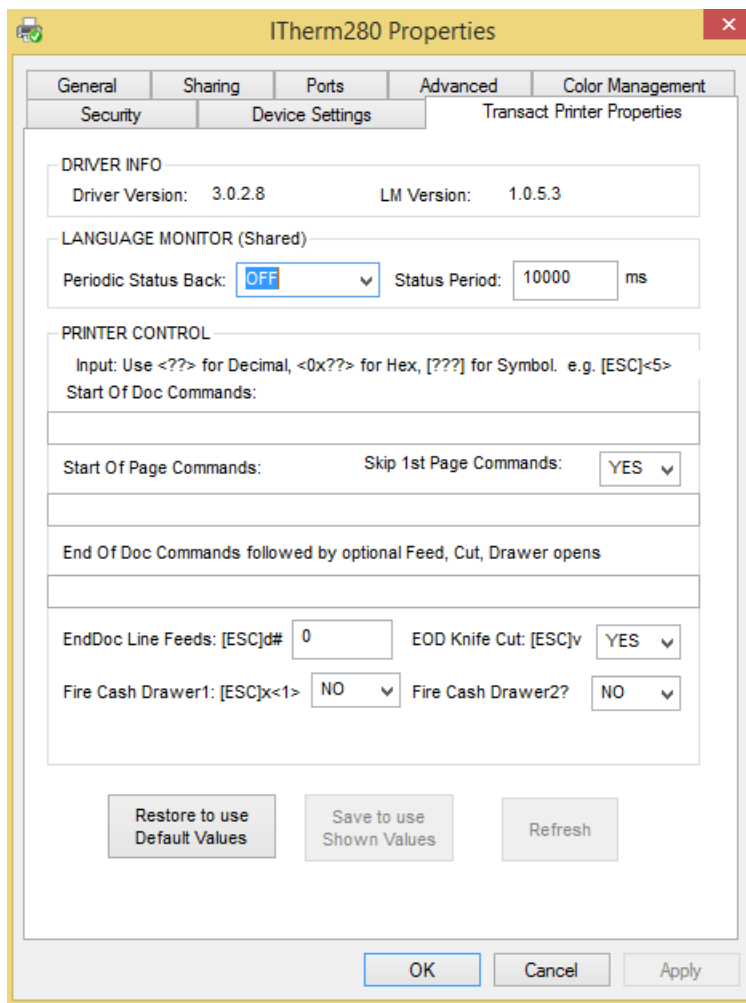 ITherm280 Properties
General Sharing Ports Advanced Color Management
Security Device Settings Transact Printer Properties
DRIVER INFO
Driver Version: 3.0.2.8 LM Version: 1.0.5.3
LANGUAGE MONITOR (Shared)
Periodic Status Back: OFF Status Period: 10000 ms
PRINTER CONTROL
Input: Use <??> for Decimal, <0x??> for Hex, [???] for Symbol. e.g. [ESC]<5>
Start Of Doc Commands:
Start Of Page Commands: Skip 1st Page Commands: YES
End Of Doc Commands followed by optional Feed, Cut, Drawer opens
EndDoc Line Feeds: [ESC]d# 0 EOD Knife Cut: [ESC]v YES
Fire Cash Drawer1: [ESC]x<1> NO Fire Cash Drawer2? NO
Restore to use Save to use Refresh
Default Values Shown Values
OK Cancel Apply